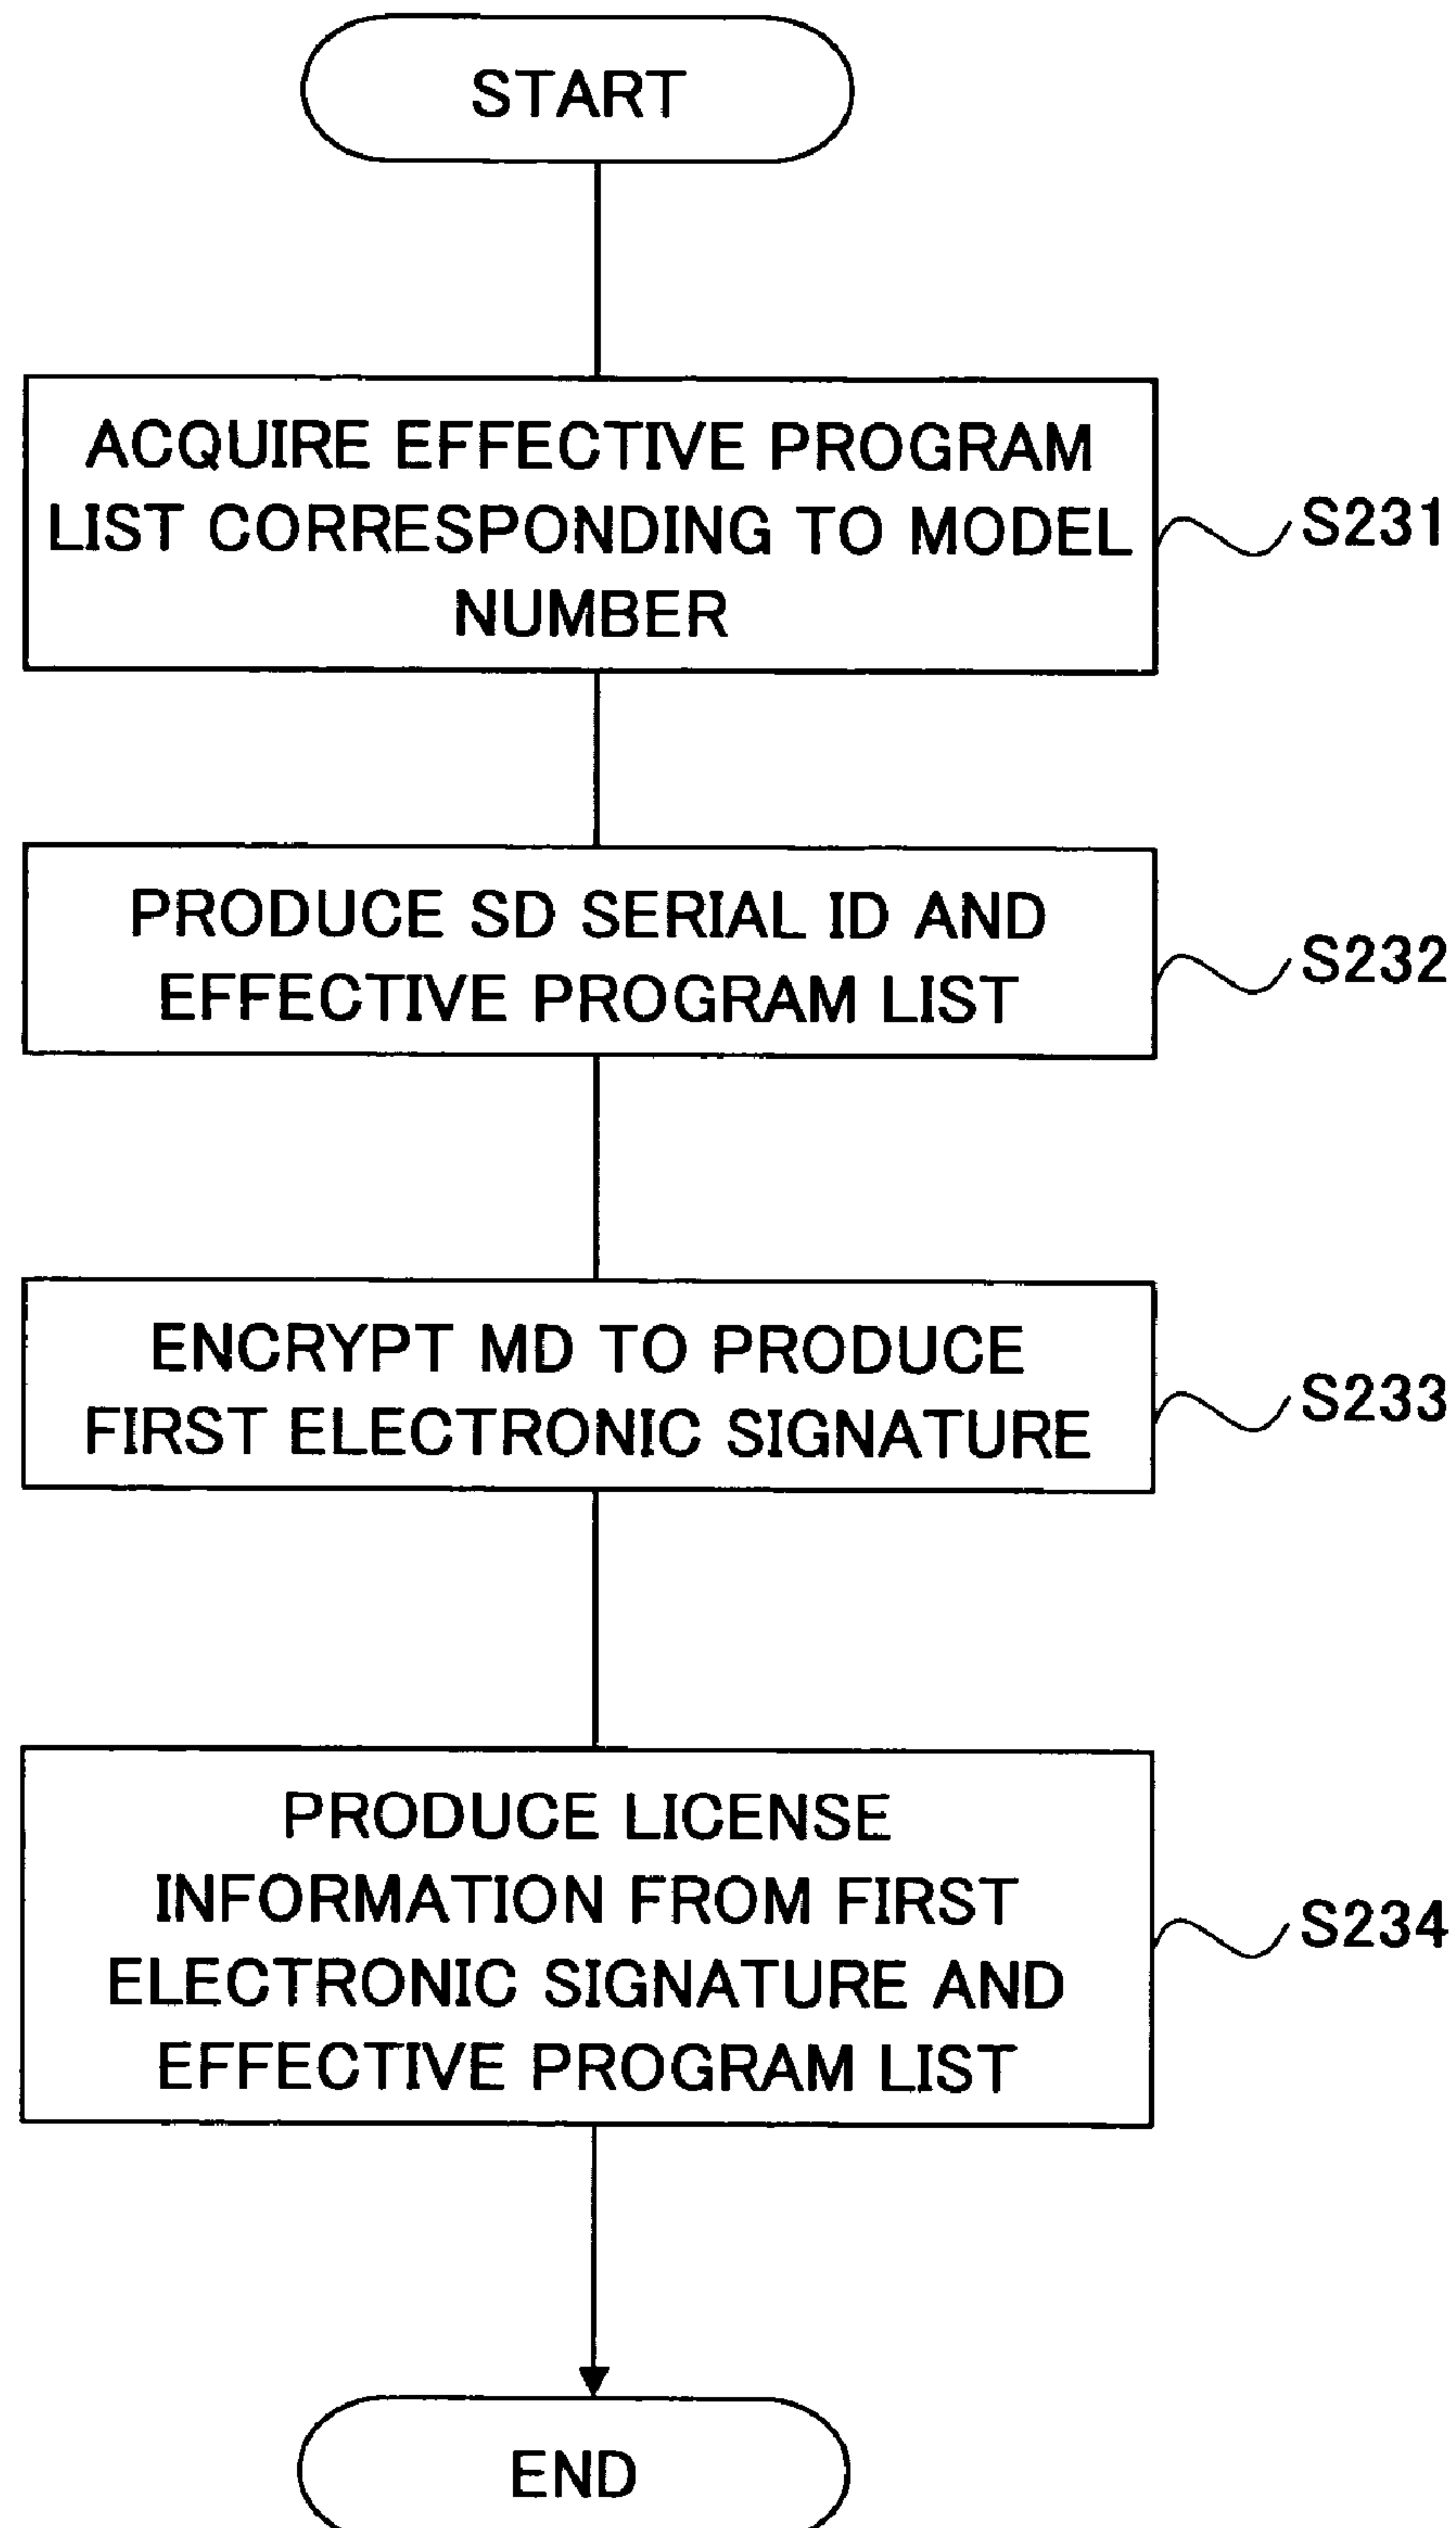 START
ACQUIRE EFFECTIVE PROGRAM
LIST CORRESPONDING TO MODEL
NUMBER
S231
PRODUCE SD SERIAL ID AND
EFFECTIVE PROGRAM LIST
S232
ENCRYPT MD TO PRODUCE
FIRST ELECTRONIC SIGNATURE
S233
PRODUCE LICENSE
INFORMATION FROM FIRST
ELECTRONIC SIGNATURE AND
EFFECTIVE PROGRAM LIST
S234
END